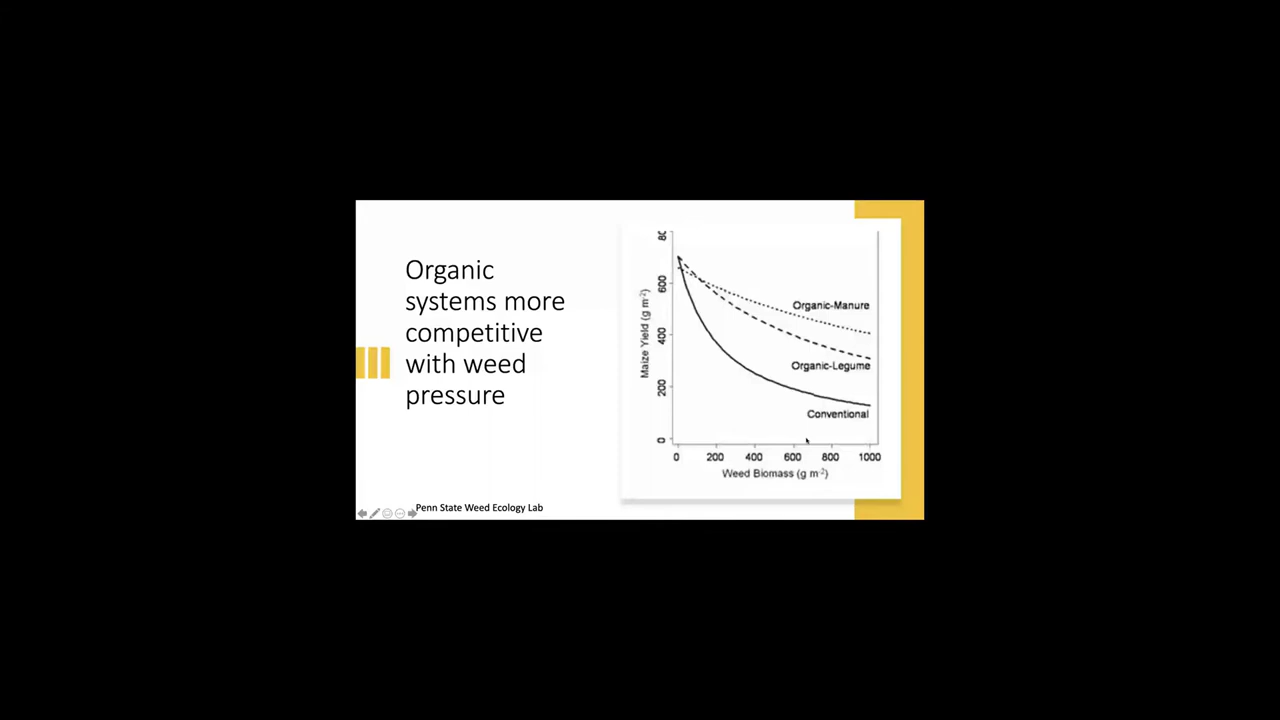 Organic
systems more
competitive
with weed
pressure
Penn State Weed Ecology Lab
Maize Yield (g m-2)
600
400
200
0
Organic-Manure
Organic-Legume
Conventional
0 200 400 600 800 1000
Weed Biomass (g m-2)